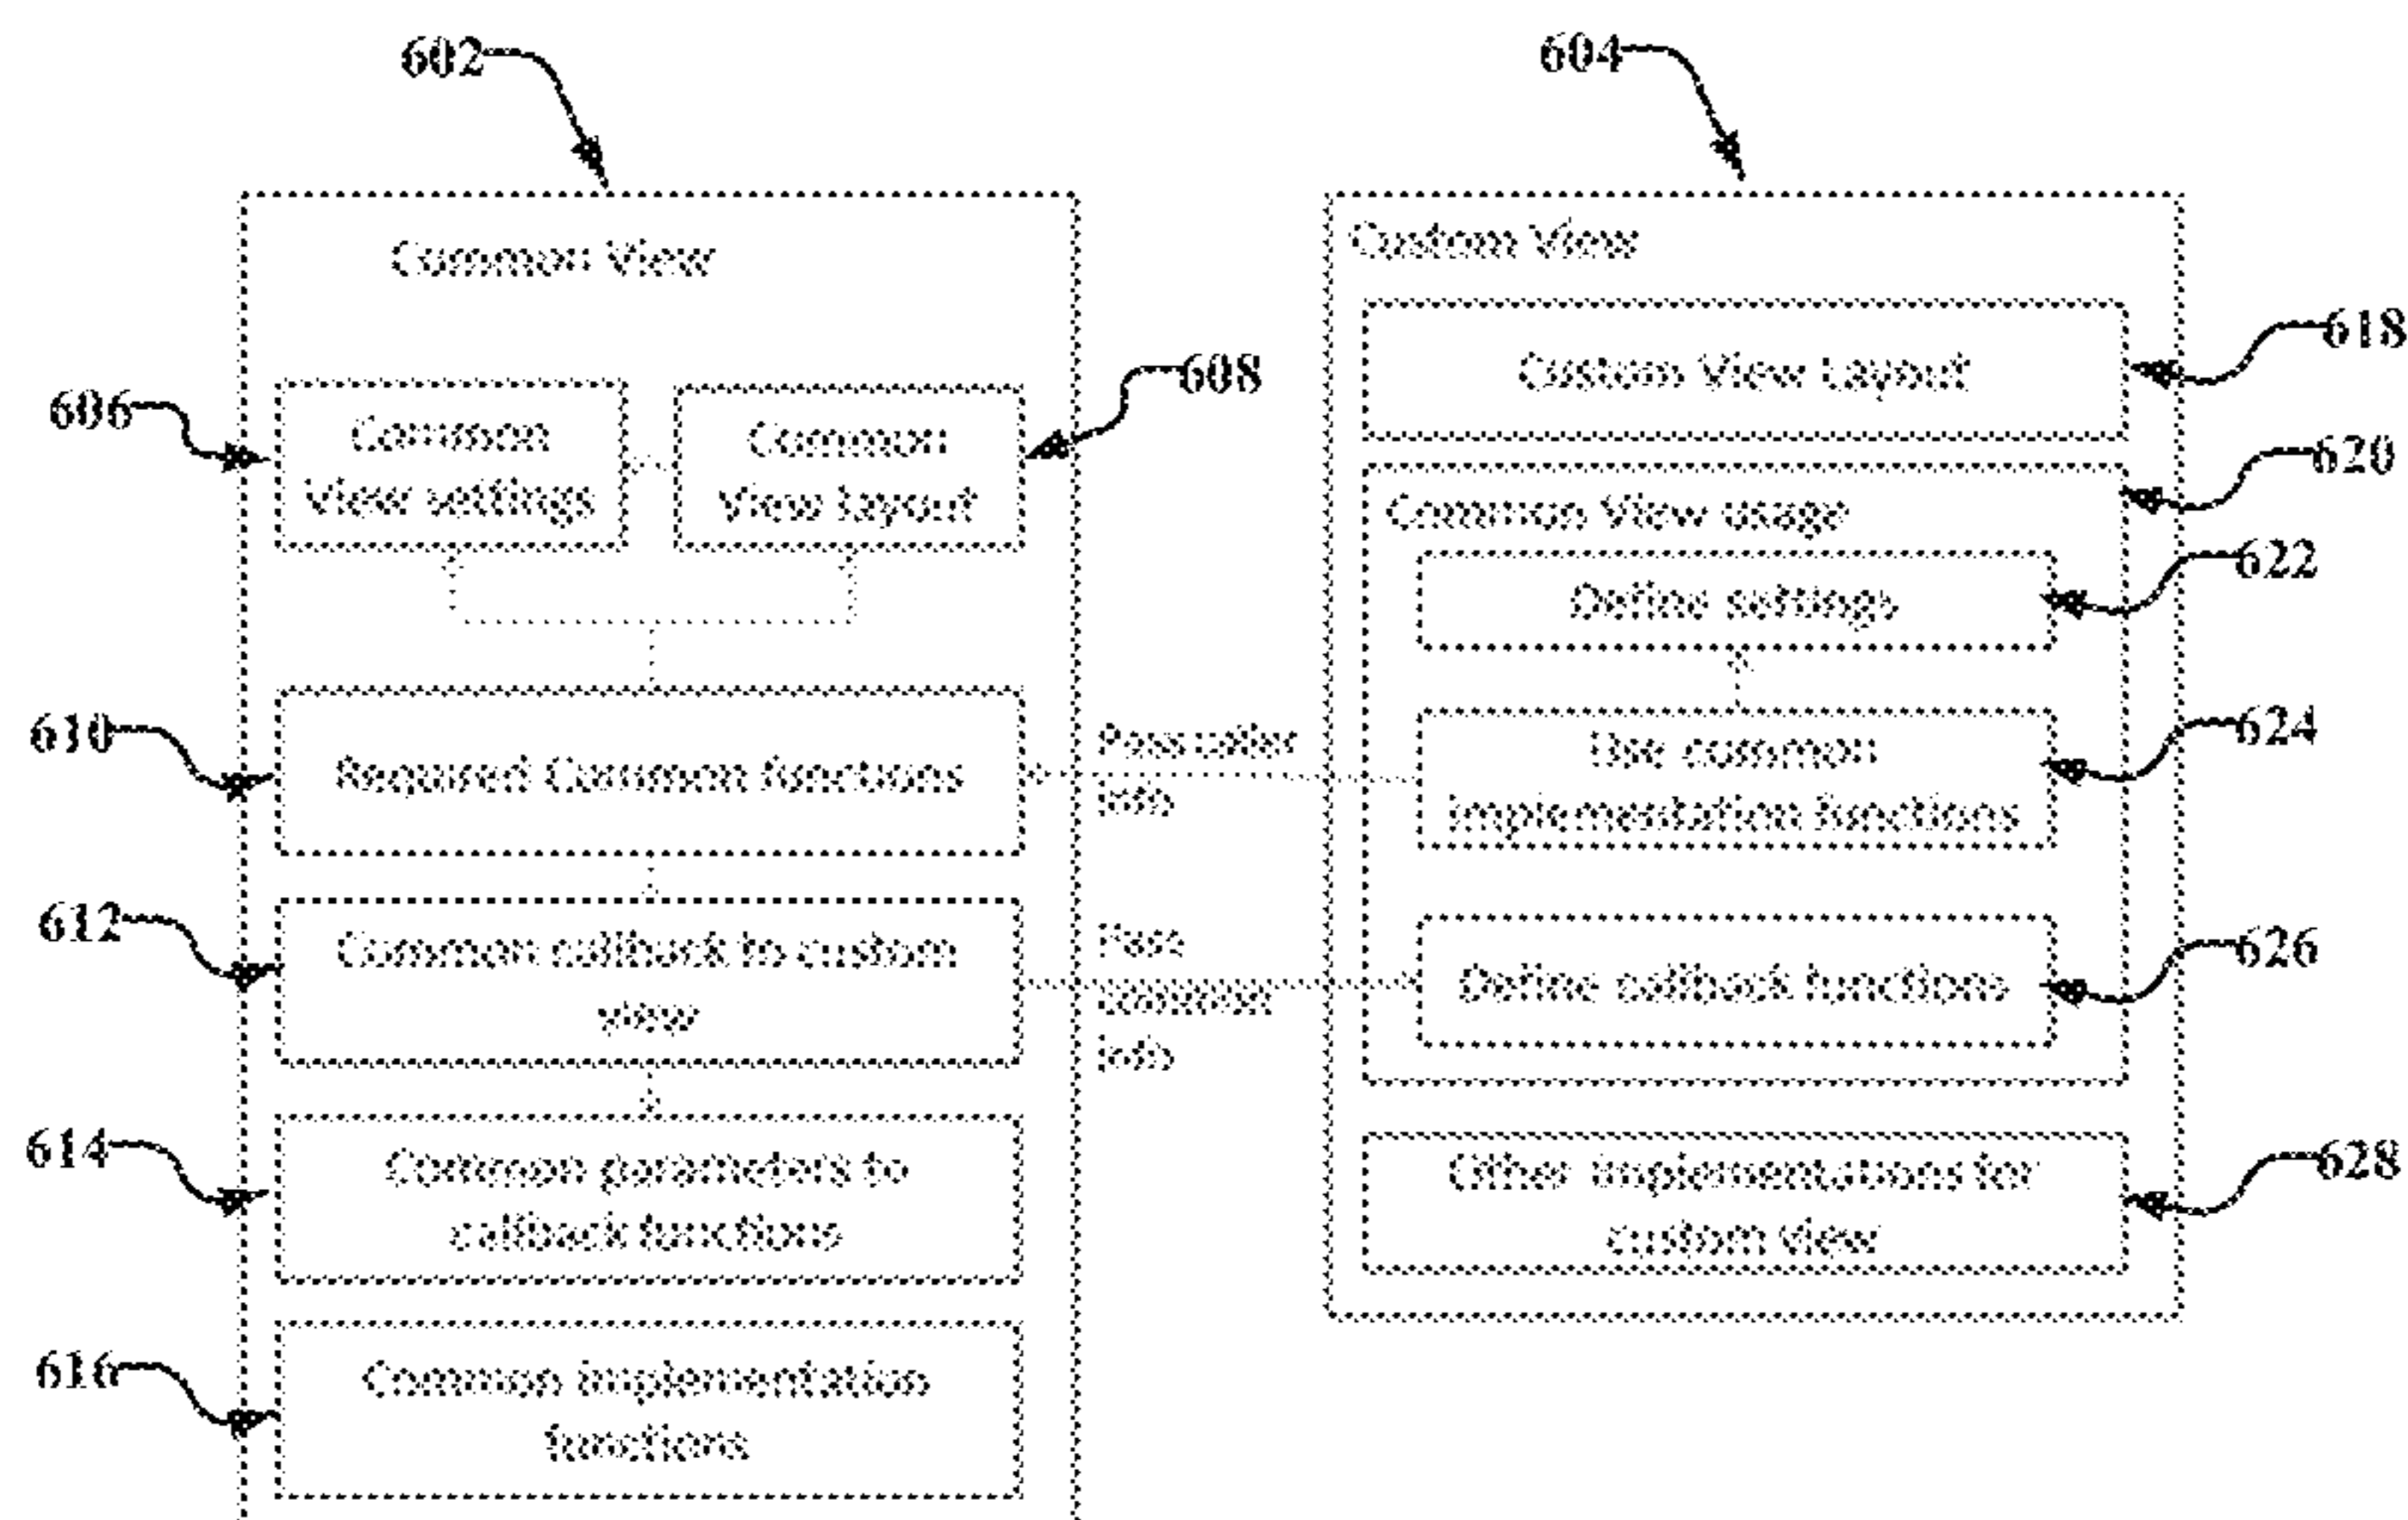 602
604
Common View
Custom View
618
Custom View Layout
608
606
Common
View settings
Common
View layout
620
Common View usage
622
Define settings
610
Required Common functions
Pass caller
info
624
Use common
implementation functions
612
Common callback to custom
view
Pass
common
info
626
Define callback functions
614
Common parameters to
callback functions
628
Other implementations for
custom view
616
Common implementation
functions